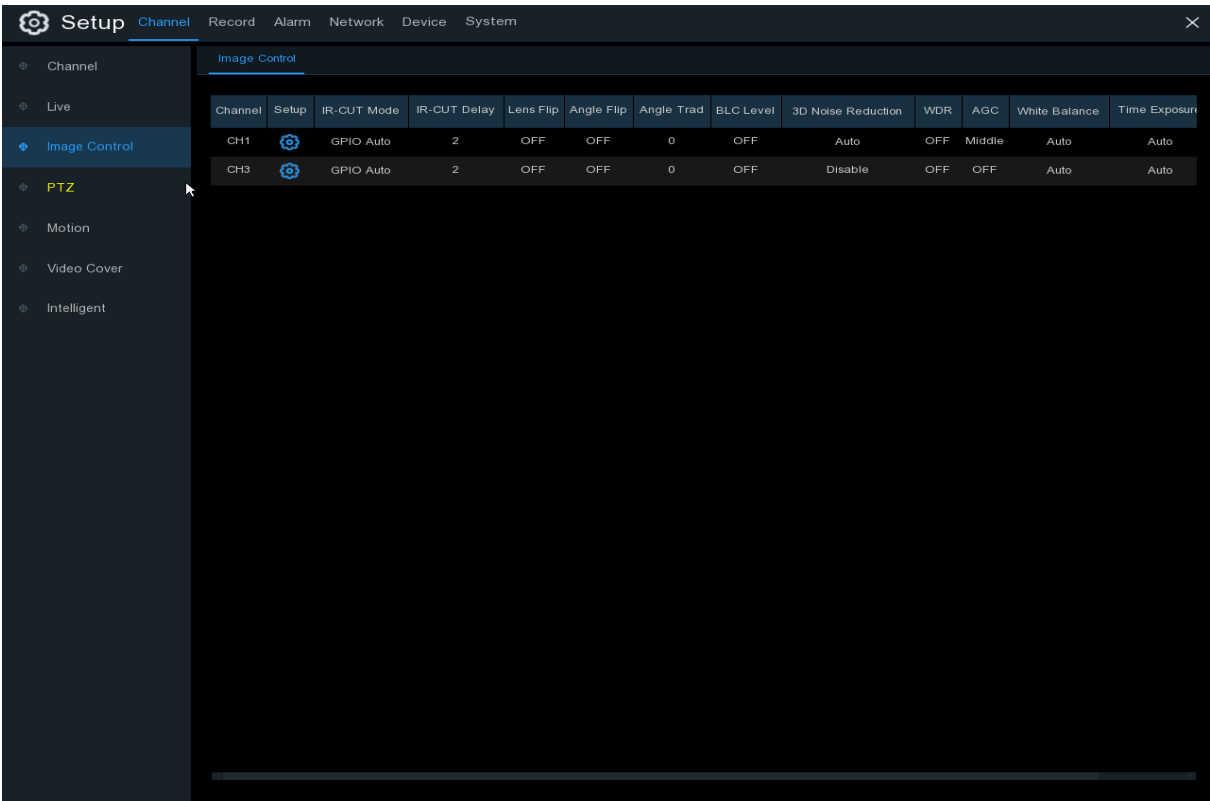 Setup Channel Record Alarm Network Device System
Channel
Live
Image Control
PTZ
Motion
Video Cover
Intelligent
Image Control
Channel Setup IR-CUT Mode IR-CUT Delay Lens Flip Angle Flip Angle Trad BLC Level 3D Noise Reduction WDR AGC White Balance Time Exposure
CH1 GPIO Auto 2 OFF OFF 0 OFF Auto OFF Middle Auto Auto
CH3 GPIO Auto 2 OFF OFF 0 OFF Disable OFF OFF Auto Auto